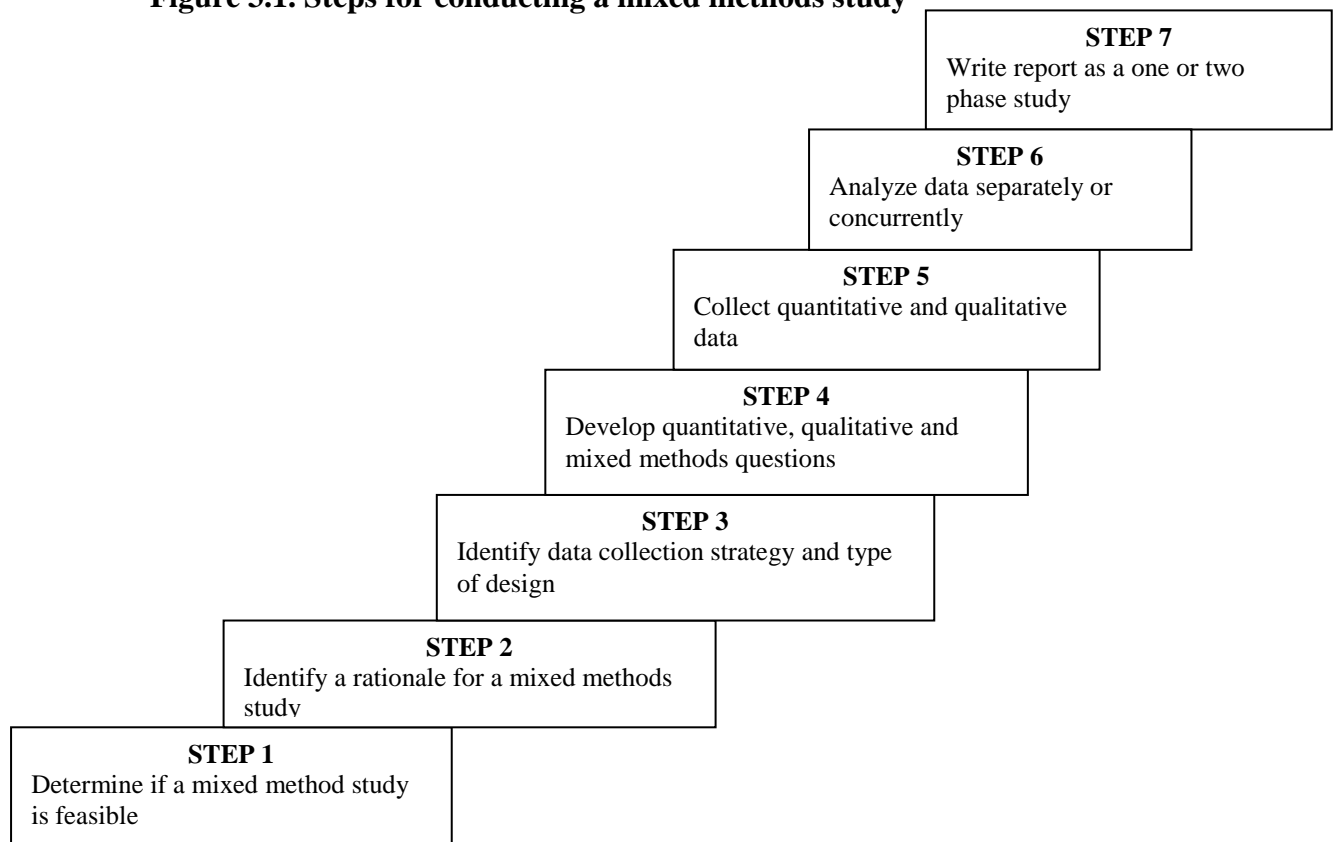 Figure 3.1. Steps for conducting a mixed methods study
STEP 7
Write report as a one or two
phase study
STEP 6
Analyze data separately or
concurrently
STEP 5
Collect quantitative and qualitative
data
STEP 4
Develop quantitative, qualitative and
mixed methods questions
STEP 3
Identify data collection strategy and type
of design
STEP 2
Identify a rationale for a mixed methods
study
STEP 1
Determine if a mixed method study
is feasible